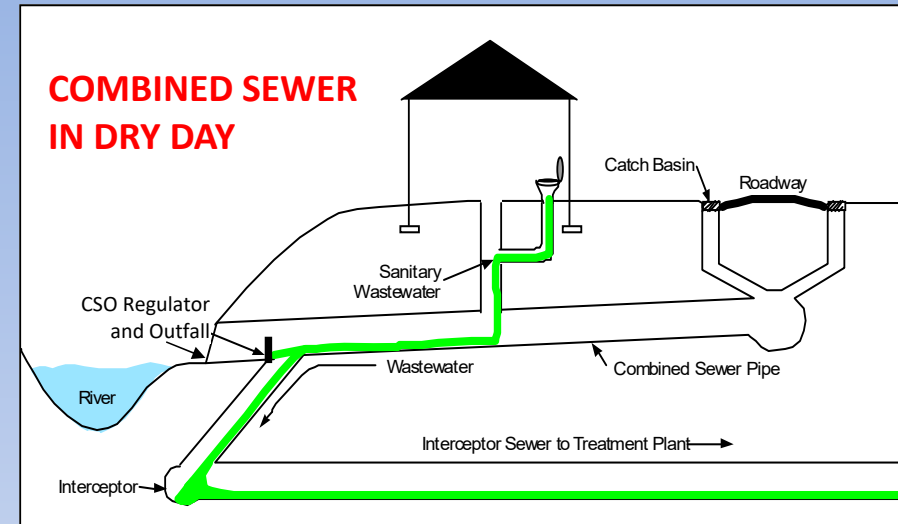 COMBINED SEWER
IN DRY DAY
Catch Basin
Roadway
Sanitary
Wastewater
CSO Regulator
and Outfall
Wastewater
Combined Sewer Pipe
River
Interceptor Sewer to Treatment Plant
Interceptor